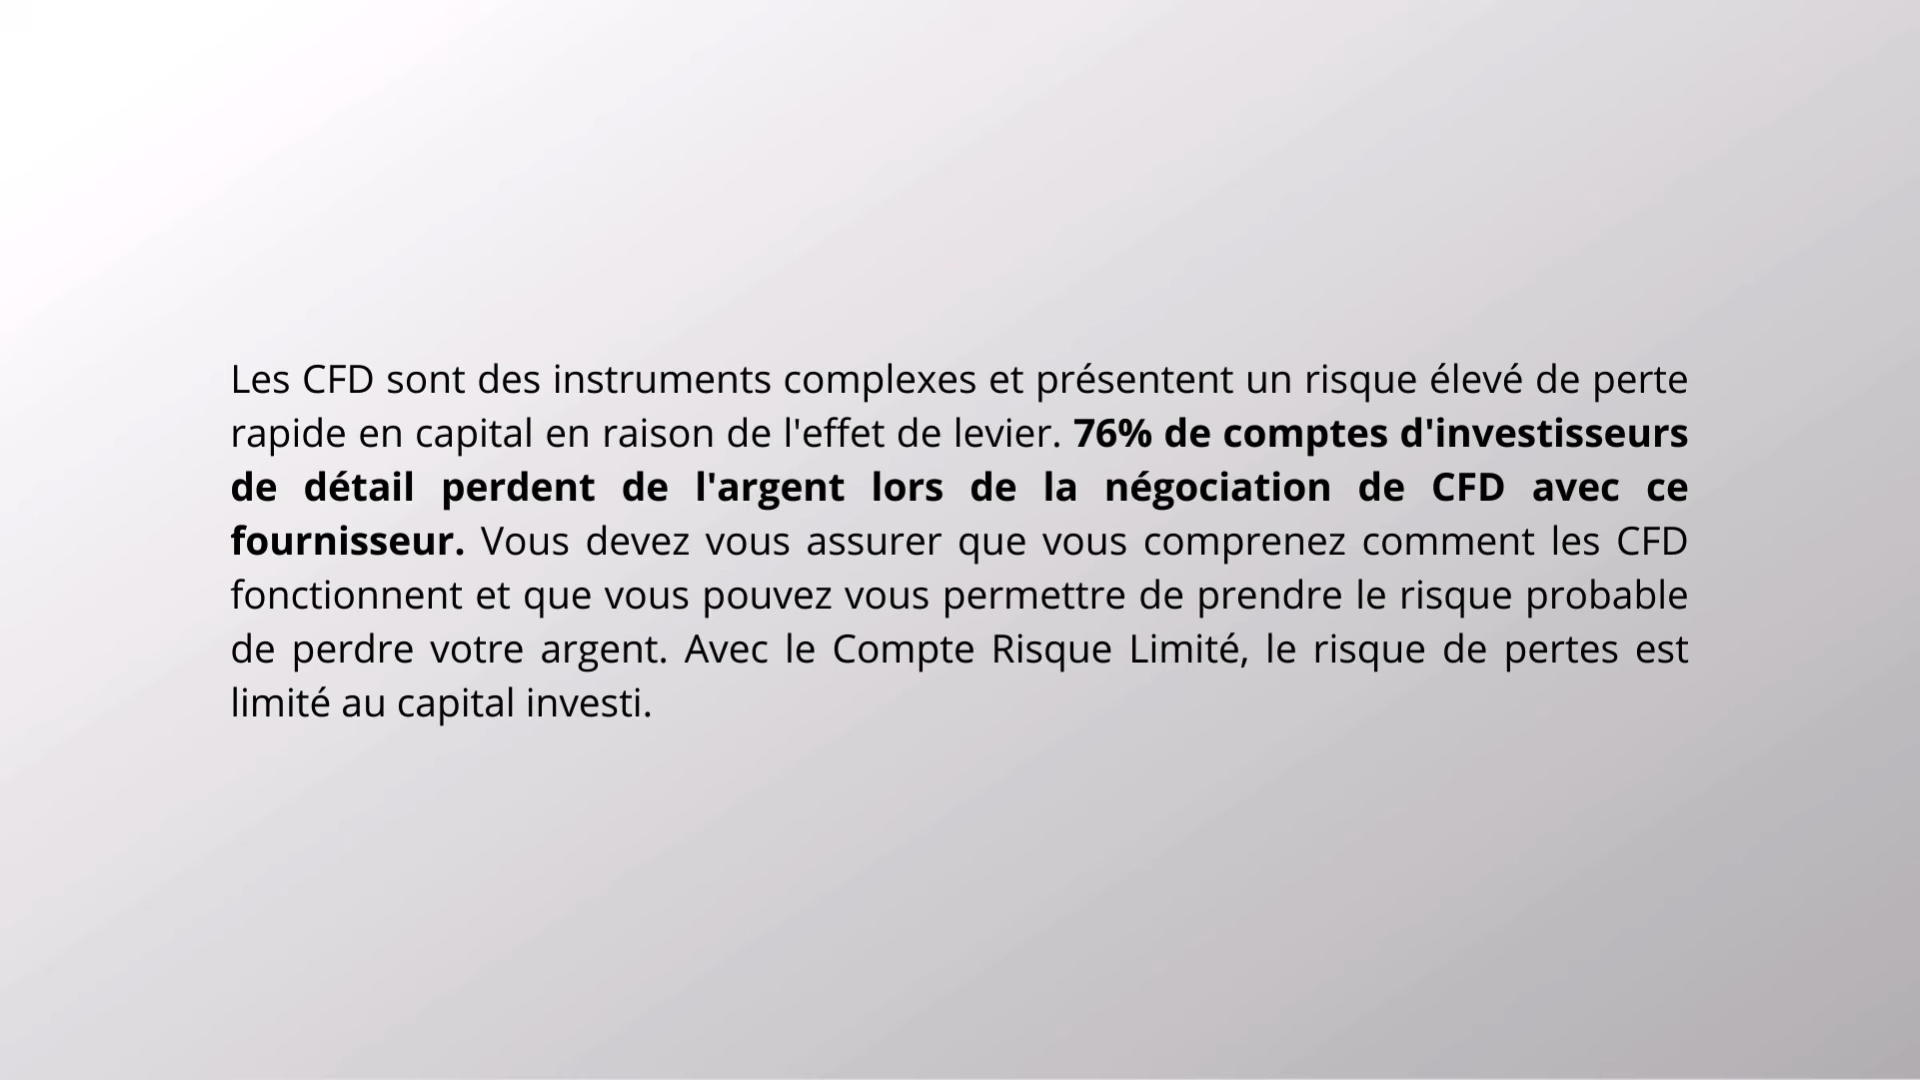 Les CFD sont des instruments complexes et présentent un risque élevé de perte
rapide en capital en raison de l'effet de levier. 76% de comptes d'investisseurs
de détail perdent de l'argent lors de la négociation de CFD avec ce
fournisseur. Vous devez vous assurer que vous comprenez comment les CFD
fonctionnent et que vous pouvez vous permettre de prendre le risque probable
de perdre votre argent. Avec le Compte Risque Limité, le risque de pertes est
limité au capital investi.